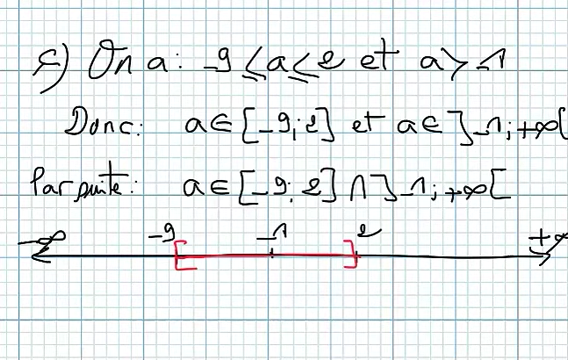 c) On a: -9 ≤ a ≤ 2 et a > -1
Donc: a ∈ [-9; 2] et a ∈ ]-1; +∞[
Par suite: a ∈ [-9; 2] ∩ ]-1; +∞[
-∞ -9 -1 2 +∞